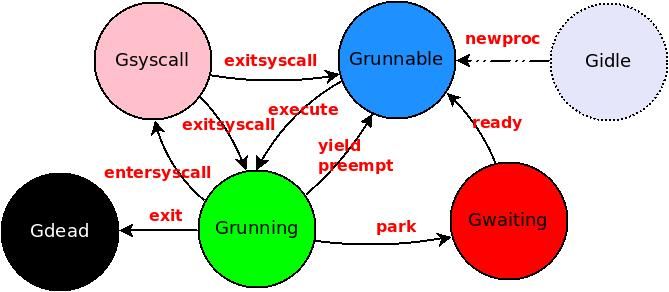 newproc
Gsyscall
exitsyscall
Grunnable
Gidle
execute
exitsyscall
ready
yield
preempt
entersyscall
exit
park
Gdead
Grunning
Gwaiting